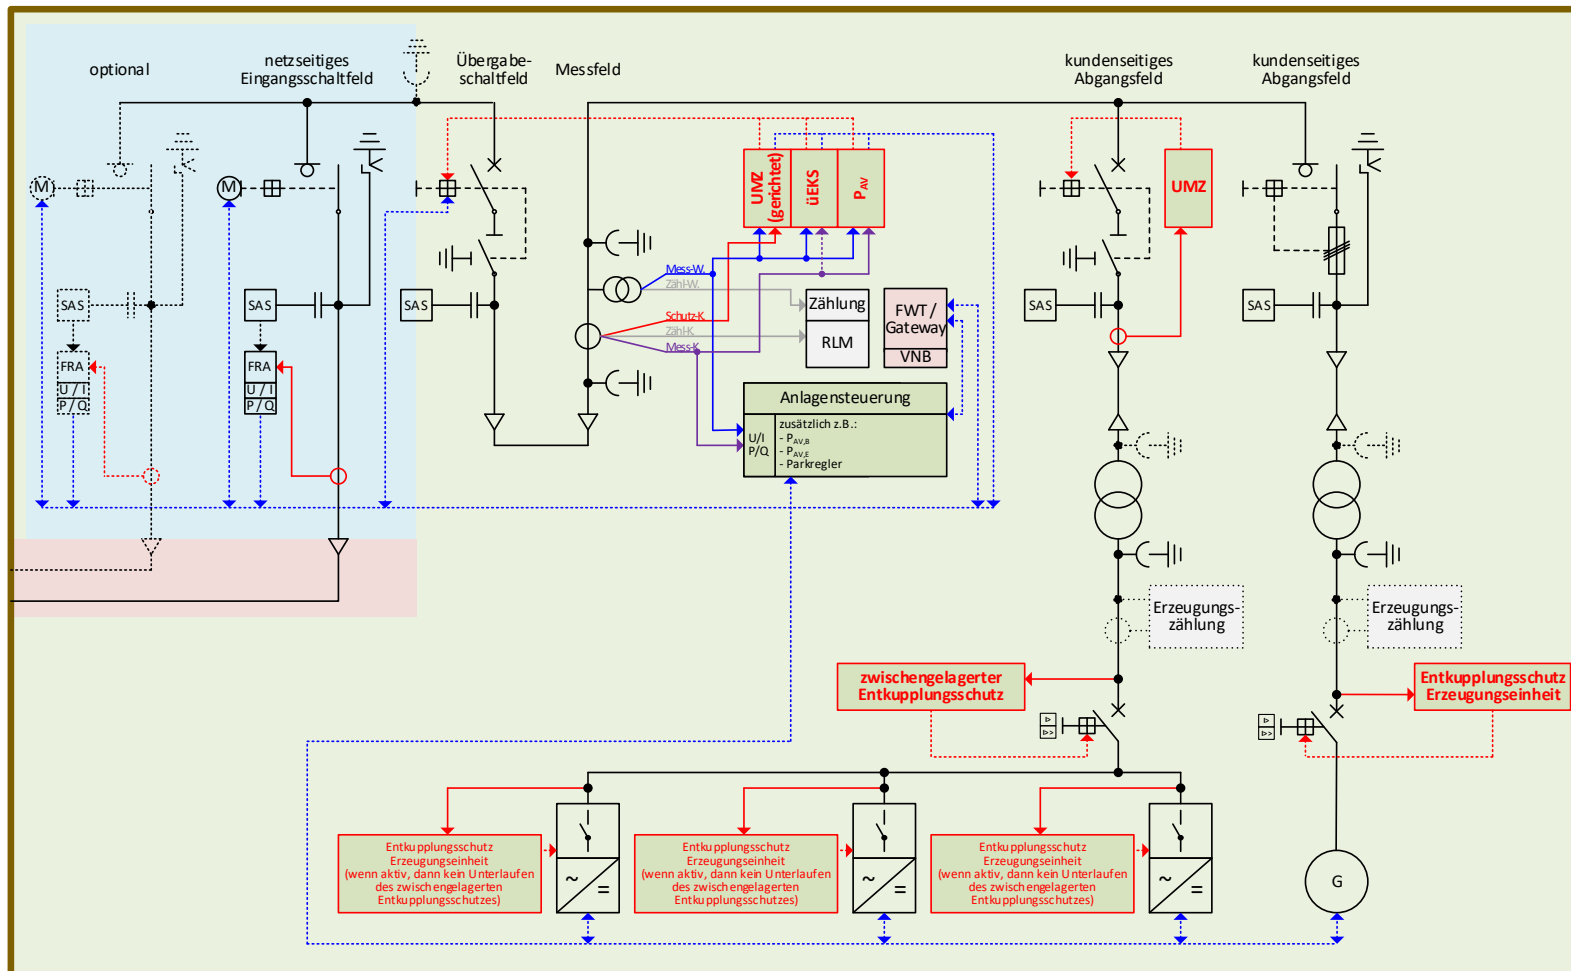 optional
netzseitiges
Eingangsschaltfeld
Übergabe-
schaltfeld
Messfeld
kundenseitiges
Abgangsfeld
kundenseitiges
Abgangsfeld
M
M
UMZ
(gerichtet)
üEKS
PAV
UMZ
Mess-W.
Zähl-W.
Schutz-K.
Zähl-K.
Mess-K.
SAS
SAS
SAS
SAS
SAS
Zählung
RLM
FWT /
Gateway
VNB
FRA
U / I
P / Q
FRA
U / I
P / Q
Anlagensteuerung
U/I
P/Q
zusätzlich z.B.:
- PAV,B
- PAV,E
- Parkregler
Erzeugungs-
zählung
Erzeugungs-
zählung
zwischengelagerter
Entkupplungsschutz
Entkupplungsschutz
Erzeugungseinheit
Entkupplungsschutz
Erzeugungseinheit
(wenn aktiv, dann kein Unterlaufen
des zwischengelagerten
Entkupplungsschutzes)
Entkupplungsschutz
Erzeugungseinheit
(wenn aktiv, dann kein Unterlaufen
des zwischengelagerten
Entkupplungsschutzes)
Entkupplungsschutz
Erzeugungseinheit
(wenn aktiv, dann kein Unterlaufen
des zwischengelagerten
Entkupplungsschutzes)
~
=
~
=
~
=
G